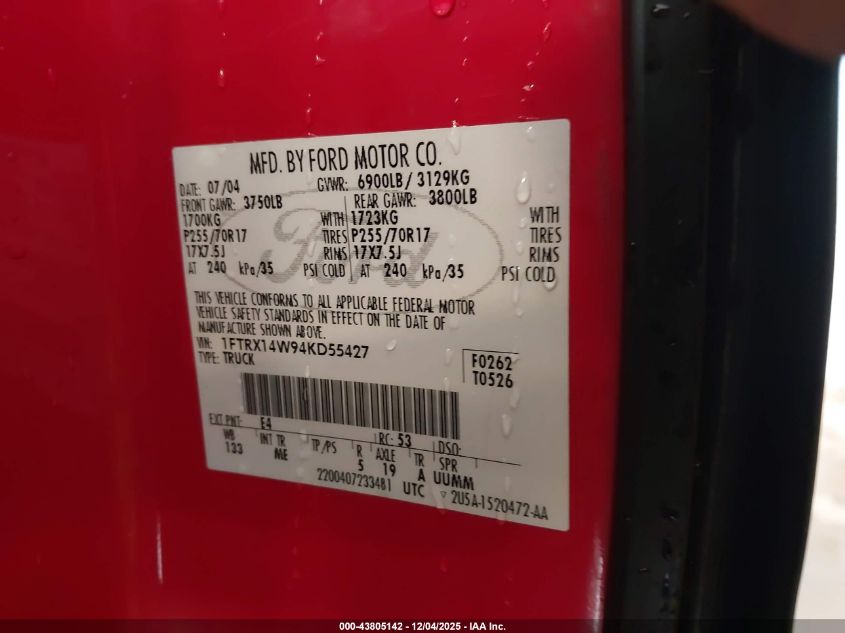 MFD. BY FORD MOTOR CO.
DATE: 07/04 GVWR: 6900LB/ 3129KG
FRONT GAWR: 3750LB REAR GAWR: 3800LB
1700KG WITH 1723KG WITH
P255/70R17 TIRES P255/70R17 TIRES
17X7.5J RIMS 17X7.5J RIMS
AT 240 kPa/35 PSI COLD AT 240 kPa/35 PSI COLD
THIS VEHICLE CONFORMS TO ALL APPLICABLE FEDERAL MOTOR
VEHICLE SAFETY STANDARDS IN EFFECT ON THE DATE OF
MANUFACTURE SHOWN ABOVE.
VIN: 1FTRX14W94KD55427 F0262
TYPE: TRUCK T0526
EXT PNT: E4 RC: 53 DSO:
WB INT TR TP/PS R AXLE TR SPR
133 ME 5 19 A UUMM
2200407233481 UTC ▽ 2U5A-1520472-AA
Ford
000-43805142 - 12/04/2025 - IAA Inc.